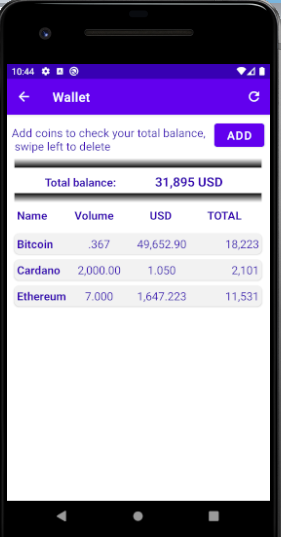 10:44
Wallet
Add coins to check your total balance,
swipe left to delete
ADD
Total balance: 31,895 USD
Name Volume USD TOTAL
Bitcoin .367 49,652.90 18,223
Cardano 2,000.00 1.050 2,101
Ethereum 7.000 1,647.223 11,531